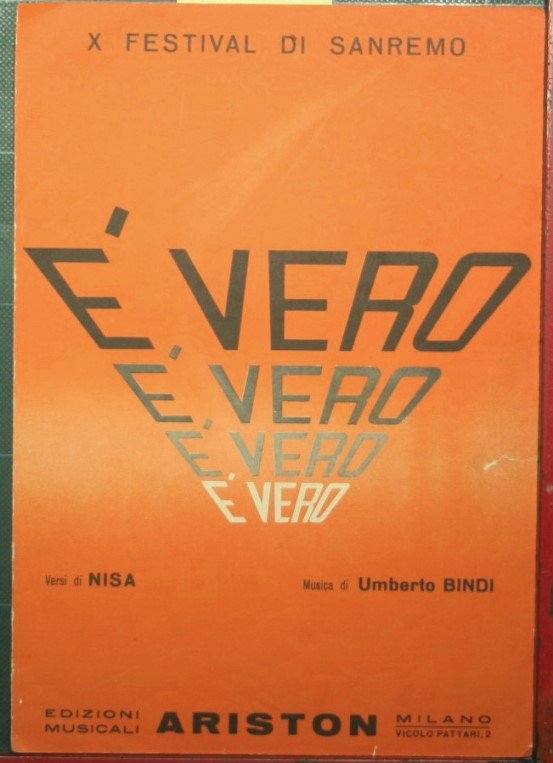 X FESTIVAL DI SANREMO
É VERO
É VERO
É VERO
É VERO
Versi di NISA
Musica di Umberto BINDI
EDIZIONI MUSICALI
ARISTON
MILANO
VICOLO PATTARI, 2